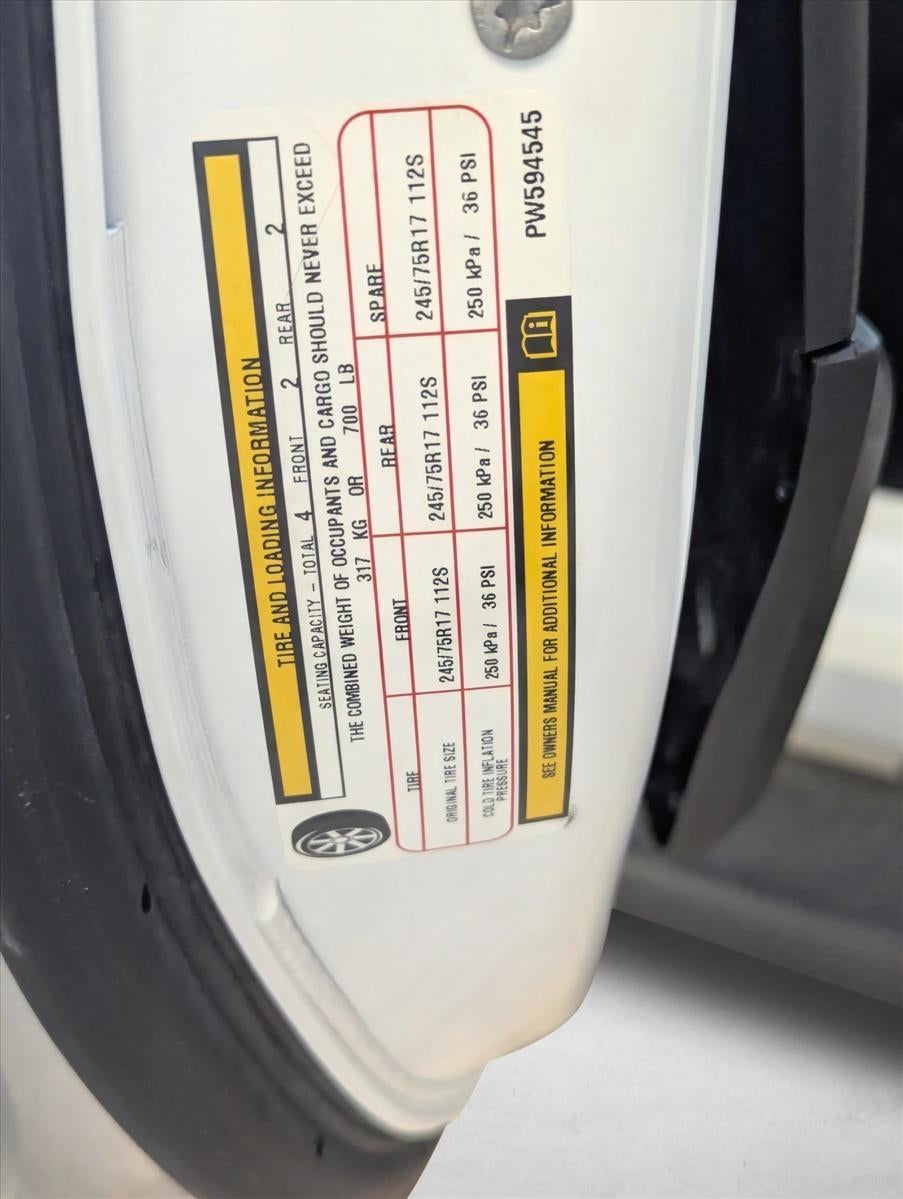 TIRE AND LOADING INFORMATION
SEATING CAPACITY – TOTAL 4 FRONT 2 REAR 2
THE COMBINED WEIGHT OF OCCUPANTS AND CARGO SHOULD NEVER EXCEED
317 KG OR 700 LB
TIRE FRONT REAR SPARE
ORIGINAL TIRE SIZE 245/75R17 112S 245/75R17 112S 245/75R17 112S
COLD TIRE INFLATION
PRESSURE 250 kPa / 36 PSI 250 kPa / 36 PSI 250 kPa / 36 PSI
SEE OWNERS MANUAL FOR ADDITIONAL INFORMATION
PW594545